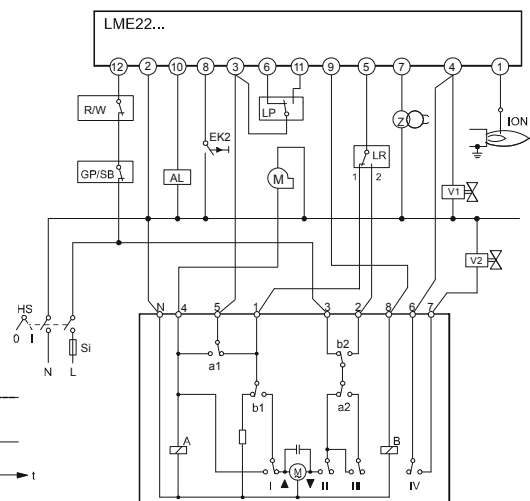 LME22...
12 2 10 8 3 6 11 9 5 7 4 1
R/W
EK2
LP
Z
ION
GP/SB
AL
M
LR
1 2
V1
V2
HS
0 I
Si
N L
N 4 5 1 3 2 8 6 7
a1
b2
b1
a2
A
B
I M II III IV
t